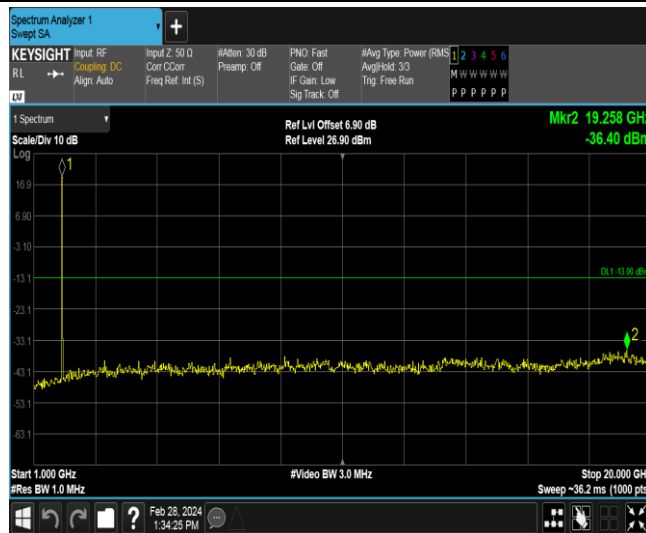 Spectrum Analyzer 1
Swept SA
+
KEYSIGHT
RL
LXI
Input: RF
Coupling: DC
Align: Auto
Input Z: 50 Ω
Corr CCorr
Freq Ref: Int (S)
#Atten: 30 dB
Preamp: Off
PNO: Fast
Gate: Off
IF Gain: Low
Sig Track: Off
#Avg Type: Power (RMS
Avg|Hold: 3/3
Trig: Free Run
1 2 3 4 5 6
M W W W W W
P P P P P P
1 Spectrum
Scale/Div 10 dB
Log
Ref Lvl Offset 6.90 dB
Ref Level 26.90 dBm
Mkr2 19.258 GHz
-36.40 dBm
1
16.9
6.90
-3.10
-13.1
DL1 -13.00 dBm
-23.1
-33.1
2
-43.1
-53.1
-63.1
Start 1.000 GHz
#Res BW 1.0 MHz
#Video BW 3.0 MHz
Stop 20.000 GHz
Sweep ~36.2 ms (1000 pts)
?
Feb 28, 2024
1:34:25 PM